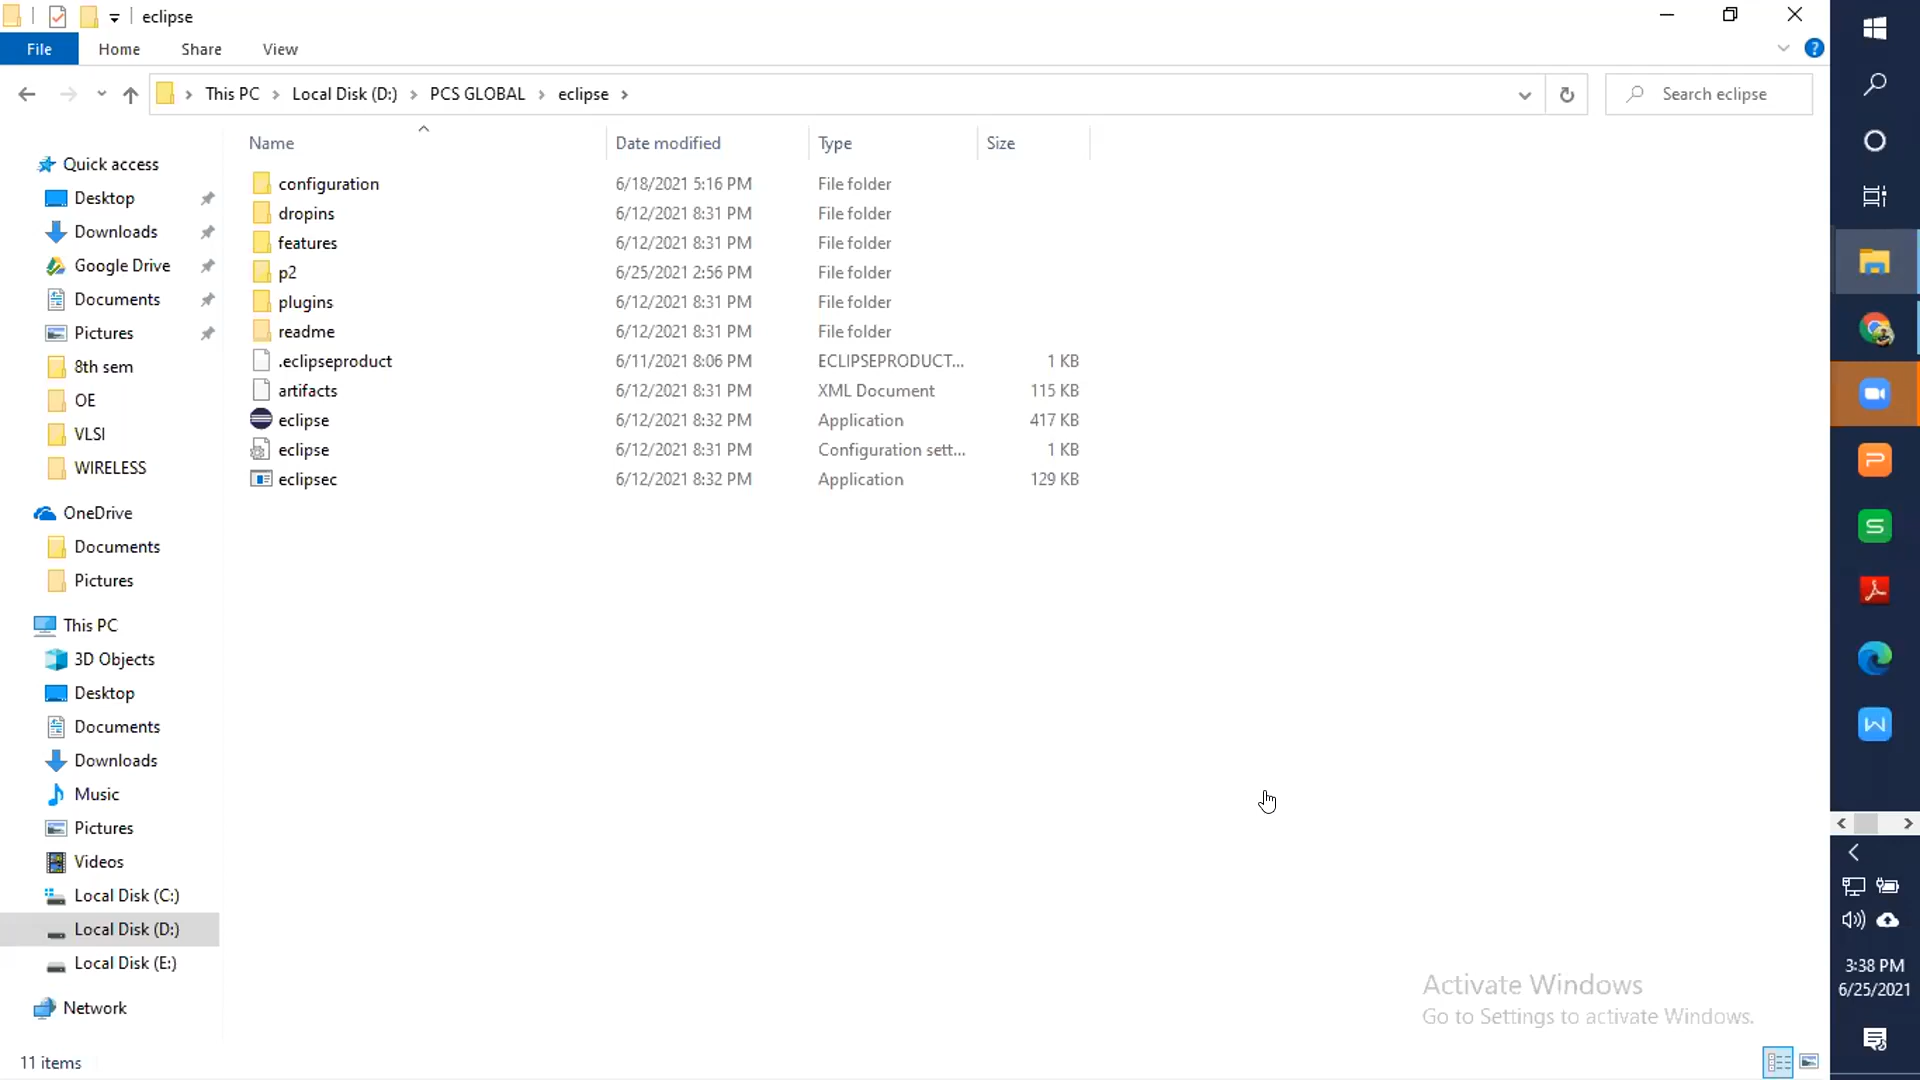 eclipse
File Home Share View
This PC Local Disk (D:) PCS GLOBAL eclipse
Search eclipse
Name Date modified Type Size
Quick access
Desktop
Downloads
Google Drive
Documents
Pictures
8th sem
OE
VLSI
WIRELESS
OneDrive
Documents
Pictures
This PC
3D Objects
Desktop
Documents
Downloads
Music
Pictures
Videos
Local Disk (C:)
Local Disk (D:)
Local Disk (E:)
Network
configuration 6/18/2021 5:16 PM File folder
dropins 6/12/2021 8:31 PM File folder
features 6/12/2021 8:31 PM File folder
p2 6/25/2021 2:56 PM File folder
plugins 6/12/2021 8:31 PM File folder
readme 6/12/2021 8:31 PM File folder
.eclipseproduct 6/11/2021 8:06 PM ECLIPSEPRODUCT... 1 KB
artifacts 6/12/2021 8:31 PM XML Document 115 KB
eclipse 6/12/2021 8:32 PM Application 417 KB
eclipse 6/12/2021 8:31 PM Configuration sett... 1 KB
eclipsec 6/12/2021 8:32 PM Application 129 KB
Activate Windows
Go to Settings to activate Windows.
11 items
3:38 PM
6/25/2021